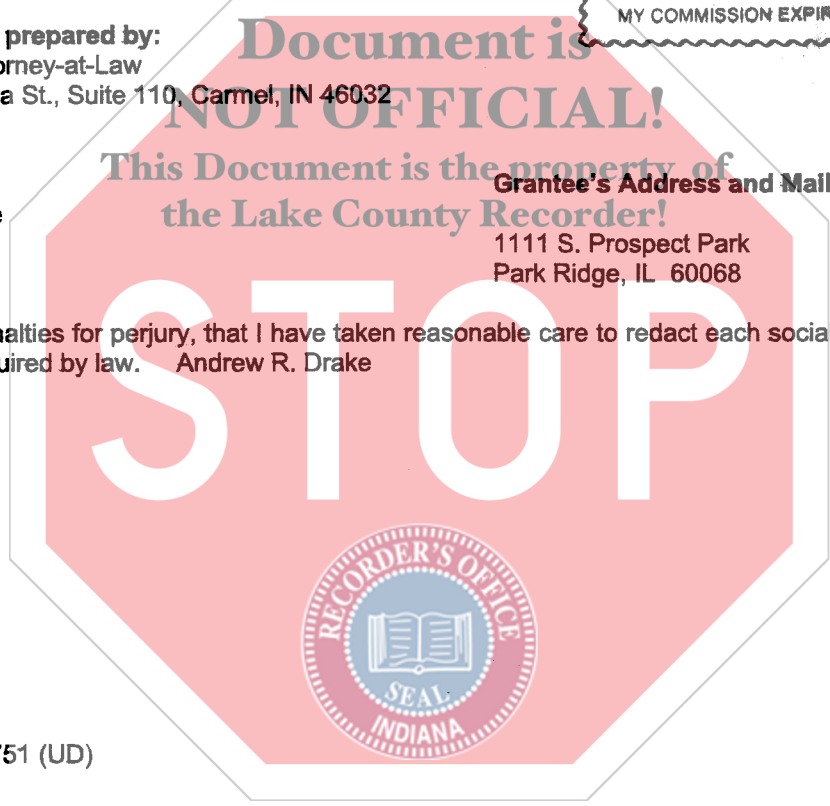 MY COMMISSION EXPIR
prepared by:
Document is
orney-at-Law
a St., Suite 110, Carmel, IN 46032
NOT OFFICIAL!
This Document is the property of
Grantee's Address and Mail
the Lake County Recorder!
e
1111 S. Prospect Park
Park Ridge, IL 60068
alties for perjury, that I have taken reasonable care to redact each socia
uired by law. Andrew R. Drake
STOP
RECORDER'S OFFICE
SEAL
INDIANA
751 (UD)